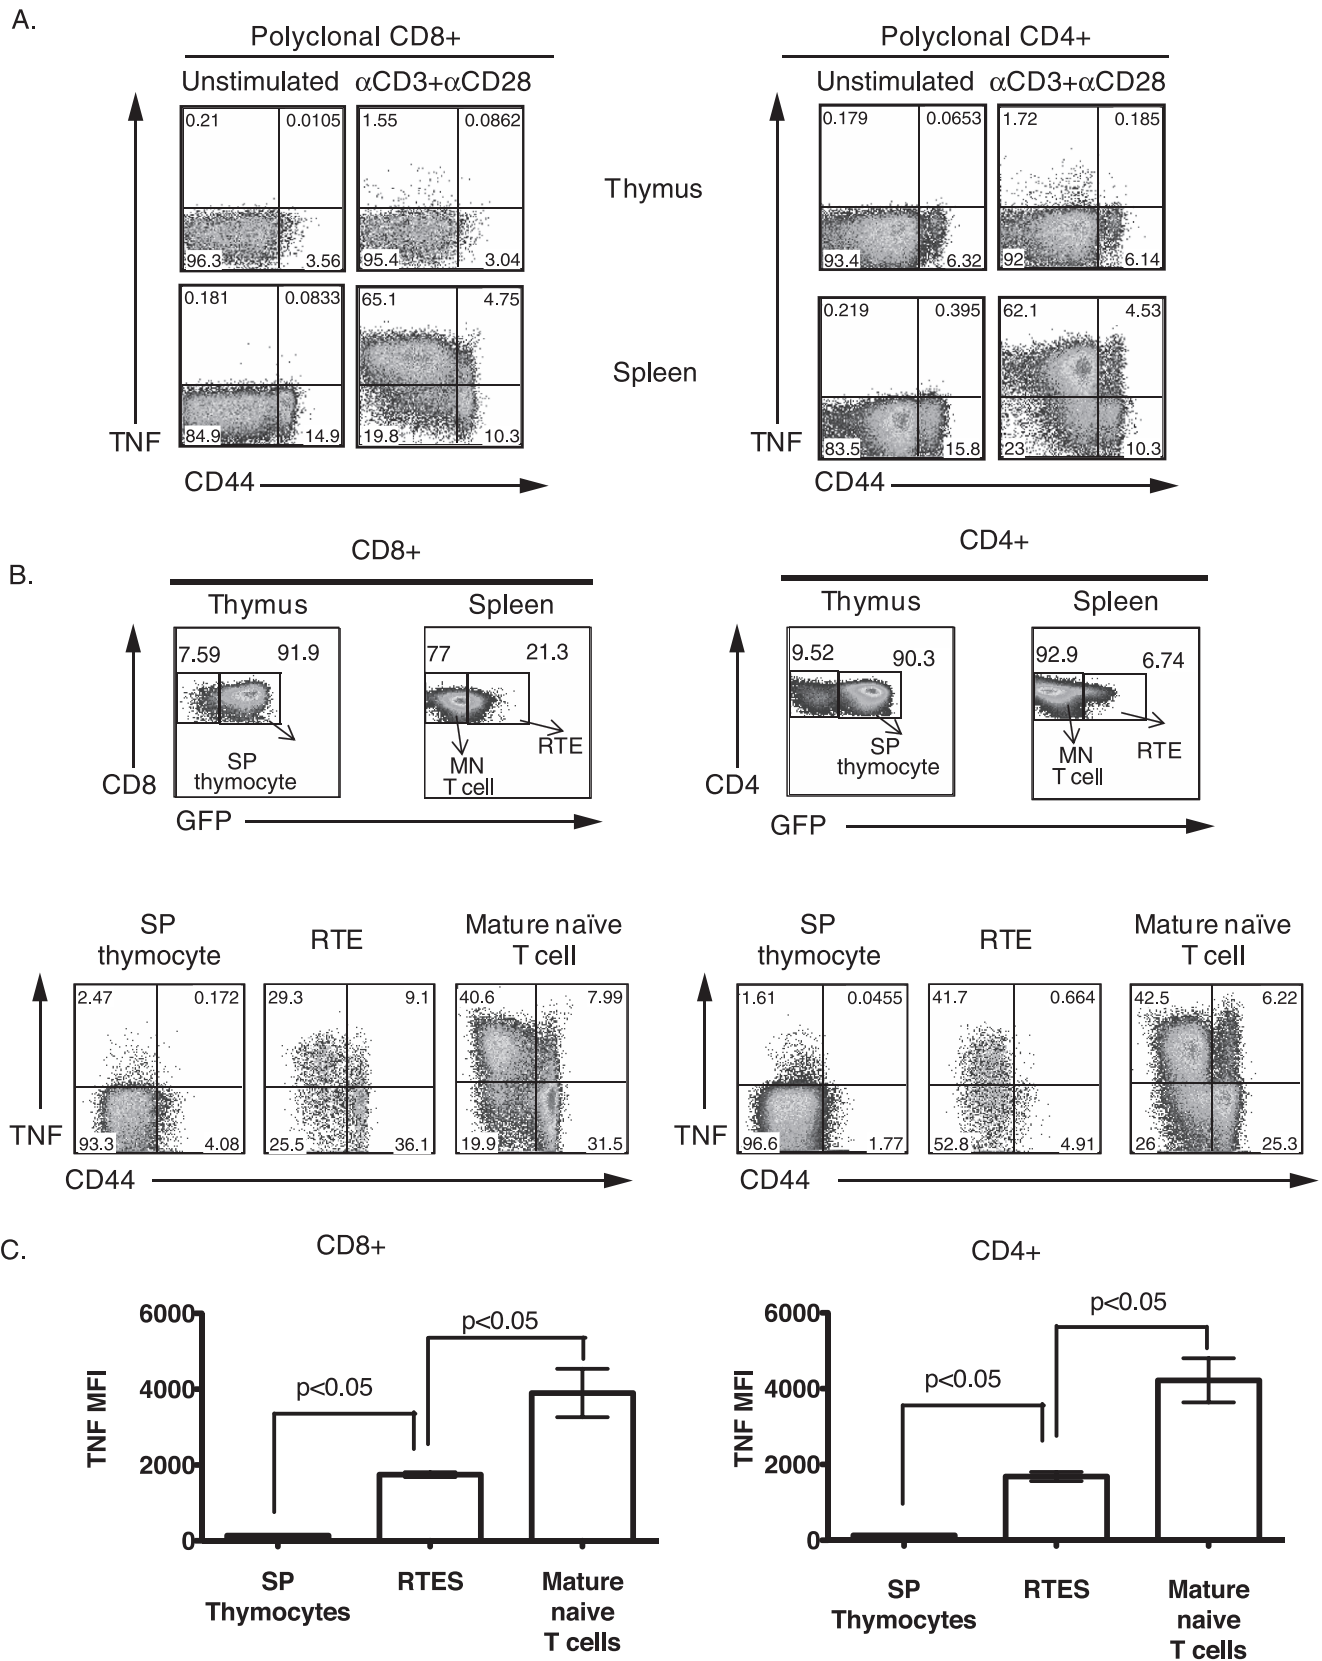 A.
Polyclonal CD8+
Polyclonal CD4+
Unstimulated αCD3+αCD28
Unstimulated αCD3+αCD28
0.21 0.0105
1.55 0.0862
96.3 3.56
95.4 3.04
Thymus
0.179 0.0653
1.72 0.185
93.4 6.32
92 6.14
0.181 0.0833
65.1 4.75
84.9 14.9
19.8 10.3
Spleen
0.219 0.395
62.1 4.53
83.5 15.8
23 10.3
TNF
TNF
CD44
CD44
B.
CD8+
CD4+
Thymus Spleen
Thymus Spleen
7.59 91.9
77 21.3
9.52 90.3
92.9 6.74
SP
thymocyte
MN
T cell
RTE
SP
thymocyte
MN
T cell
RTE
CD8
CD4
GFP
GFP
SP
thymocyte
RTE
Mature naïve
T cell
SP
thymocyte
RTE
Mature naïve
T cell
2.47 0.172
29.3 9.1
40.6 7.99
1.61 0.0455
41.7 0.664
42.5 6.22
93.3 4.08
25.5 36.1
19.9 31.5
96.6 1.77
52.8 4.91
26 25.3
TNF
TNF
CD44
CD44
C.
CD8+
CD4+
6000
4000
2000
0
TNF MFI
p<0.05
p<0.05
SP
Thymocytes
RTES
Mature
naive
T cells
6000
4000
2000
0
TNF MFI
p<0.05
p<0.05
SP
Thymocytes
RTES
Mature
naive
T cells